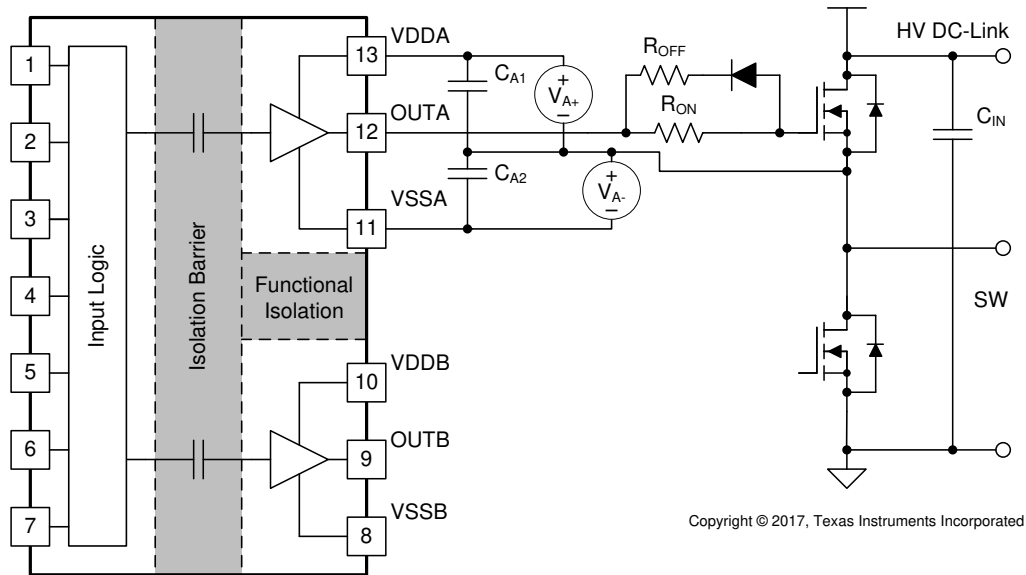 1
2
3
4
5
6
7
Input Logic
Isolation Barrier
Functional
Isolation
VDDA
13
OUTA
12
VSSA
11
VDDB
10
OUTB
9
VSSB
8
CA1
CA2
+
VA+
–
+
VA-
–
ROFF
RON
HV DC-Link
CIN
SW
Copyright © 2017, Texas Instruments Incorporated